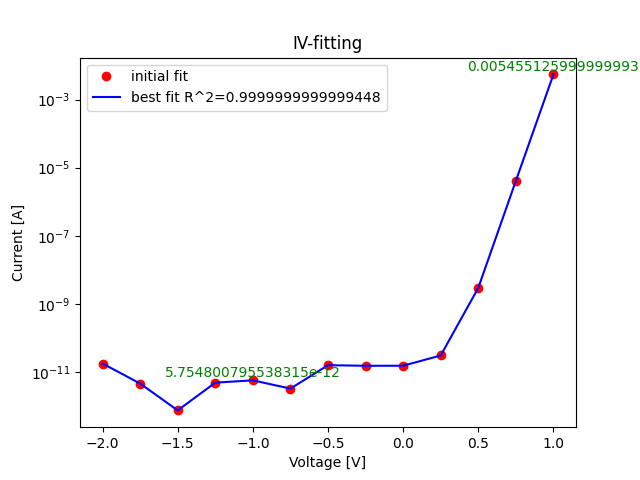 IV-fitting
0.005455125999999993
initial fit
best fit R^2=0.9999999999999448
10^-3
10^-5
10^-7
10^-9
10^-11
Current [A]
5.754800795538315e-12
−2.0 −1.5 −1.0 −0.5 0.0 0.5 1.0
Voltage [V]